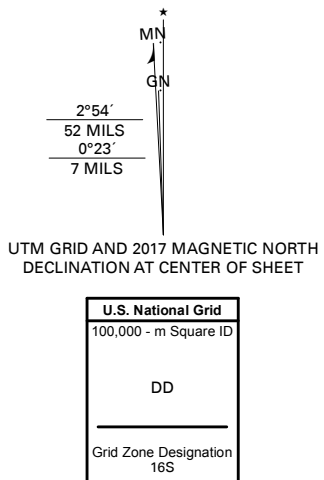 MN
GN
2°54´
52 MILS
0°23´
7 MILS
UTM GRID AND 2017 MAGNETIC NORTH
DECLINATION AT CENTER OF SHEET
U.S. National Grid
100,000 - m Square ID
DD
Grid Zone Designation
16S